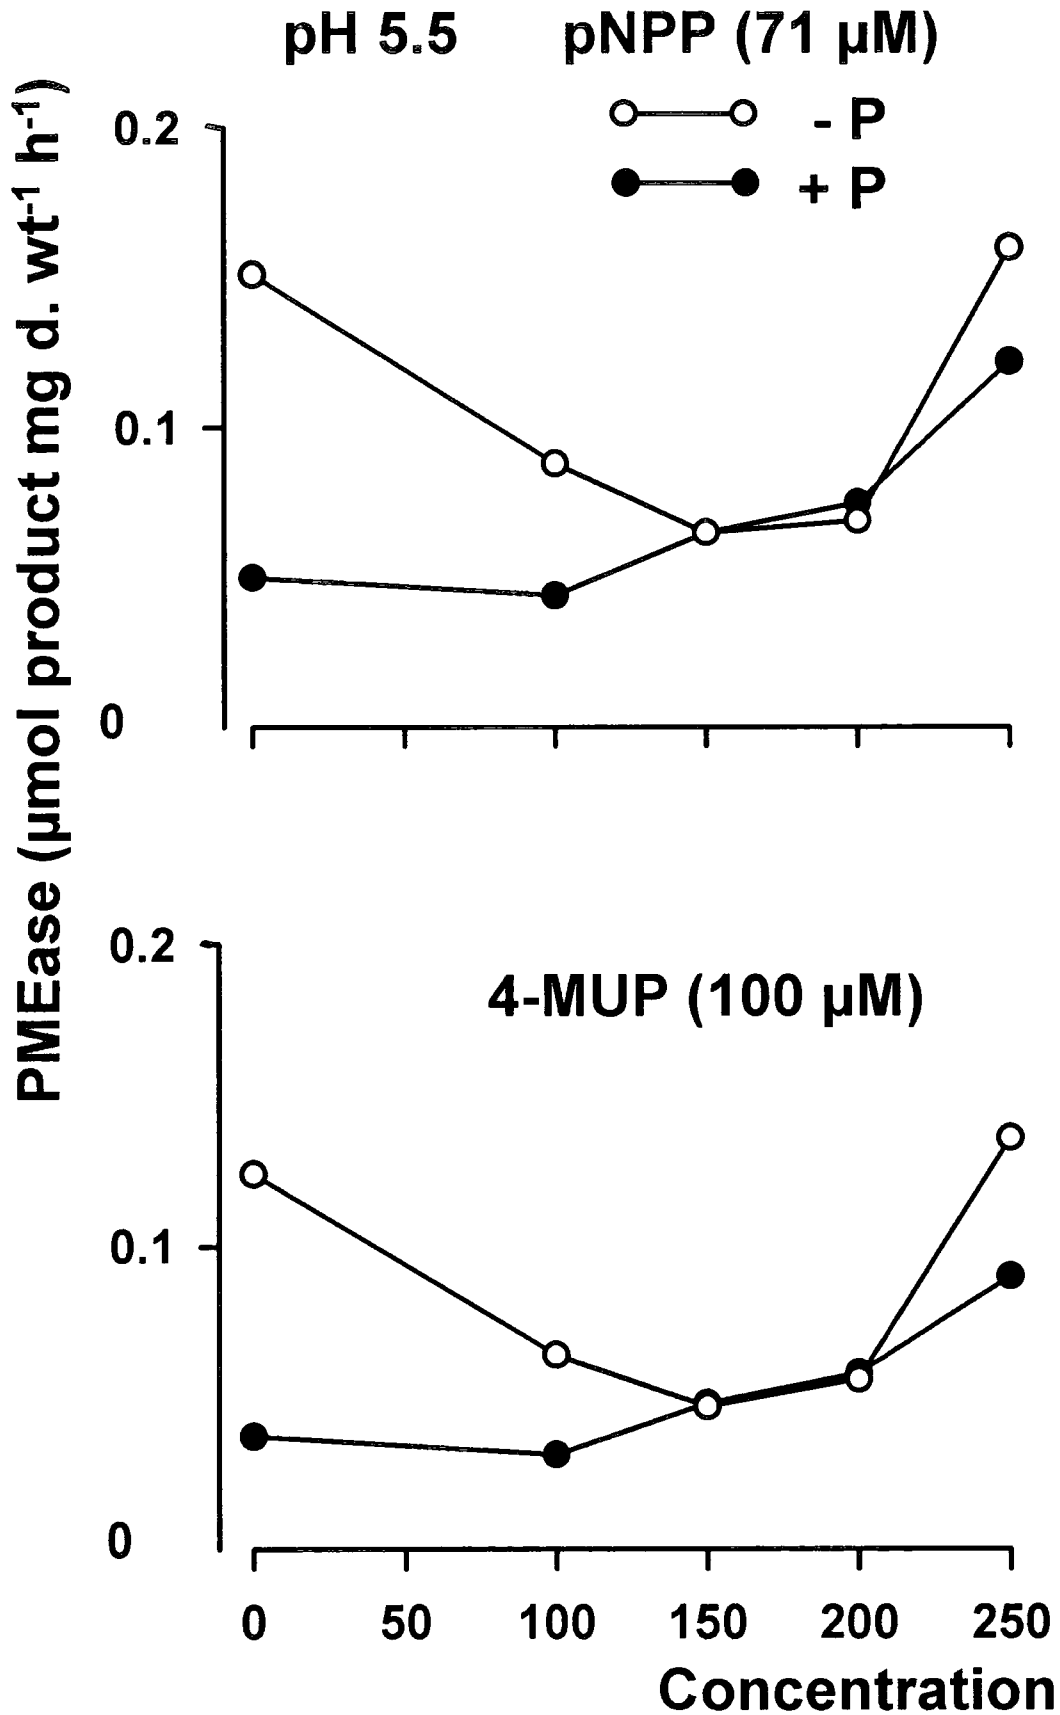 pH 5.5 pNPP (71 µM)
- P
+ P
PMEase (µmol product mg d. wt⁻¹ h⁻¹)
0.2
0.1
0
4-MUP (100 µM)
0.2
0.1
0
0 50 100 150 200 250
Concentration